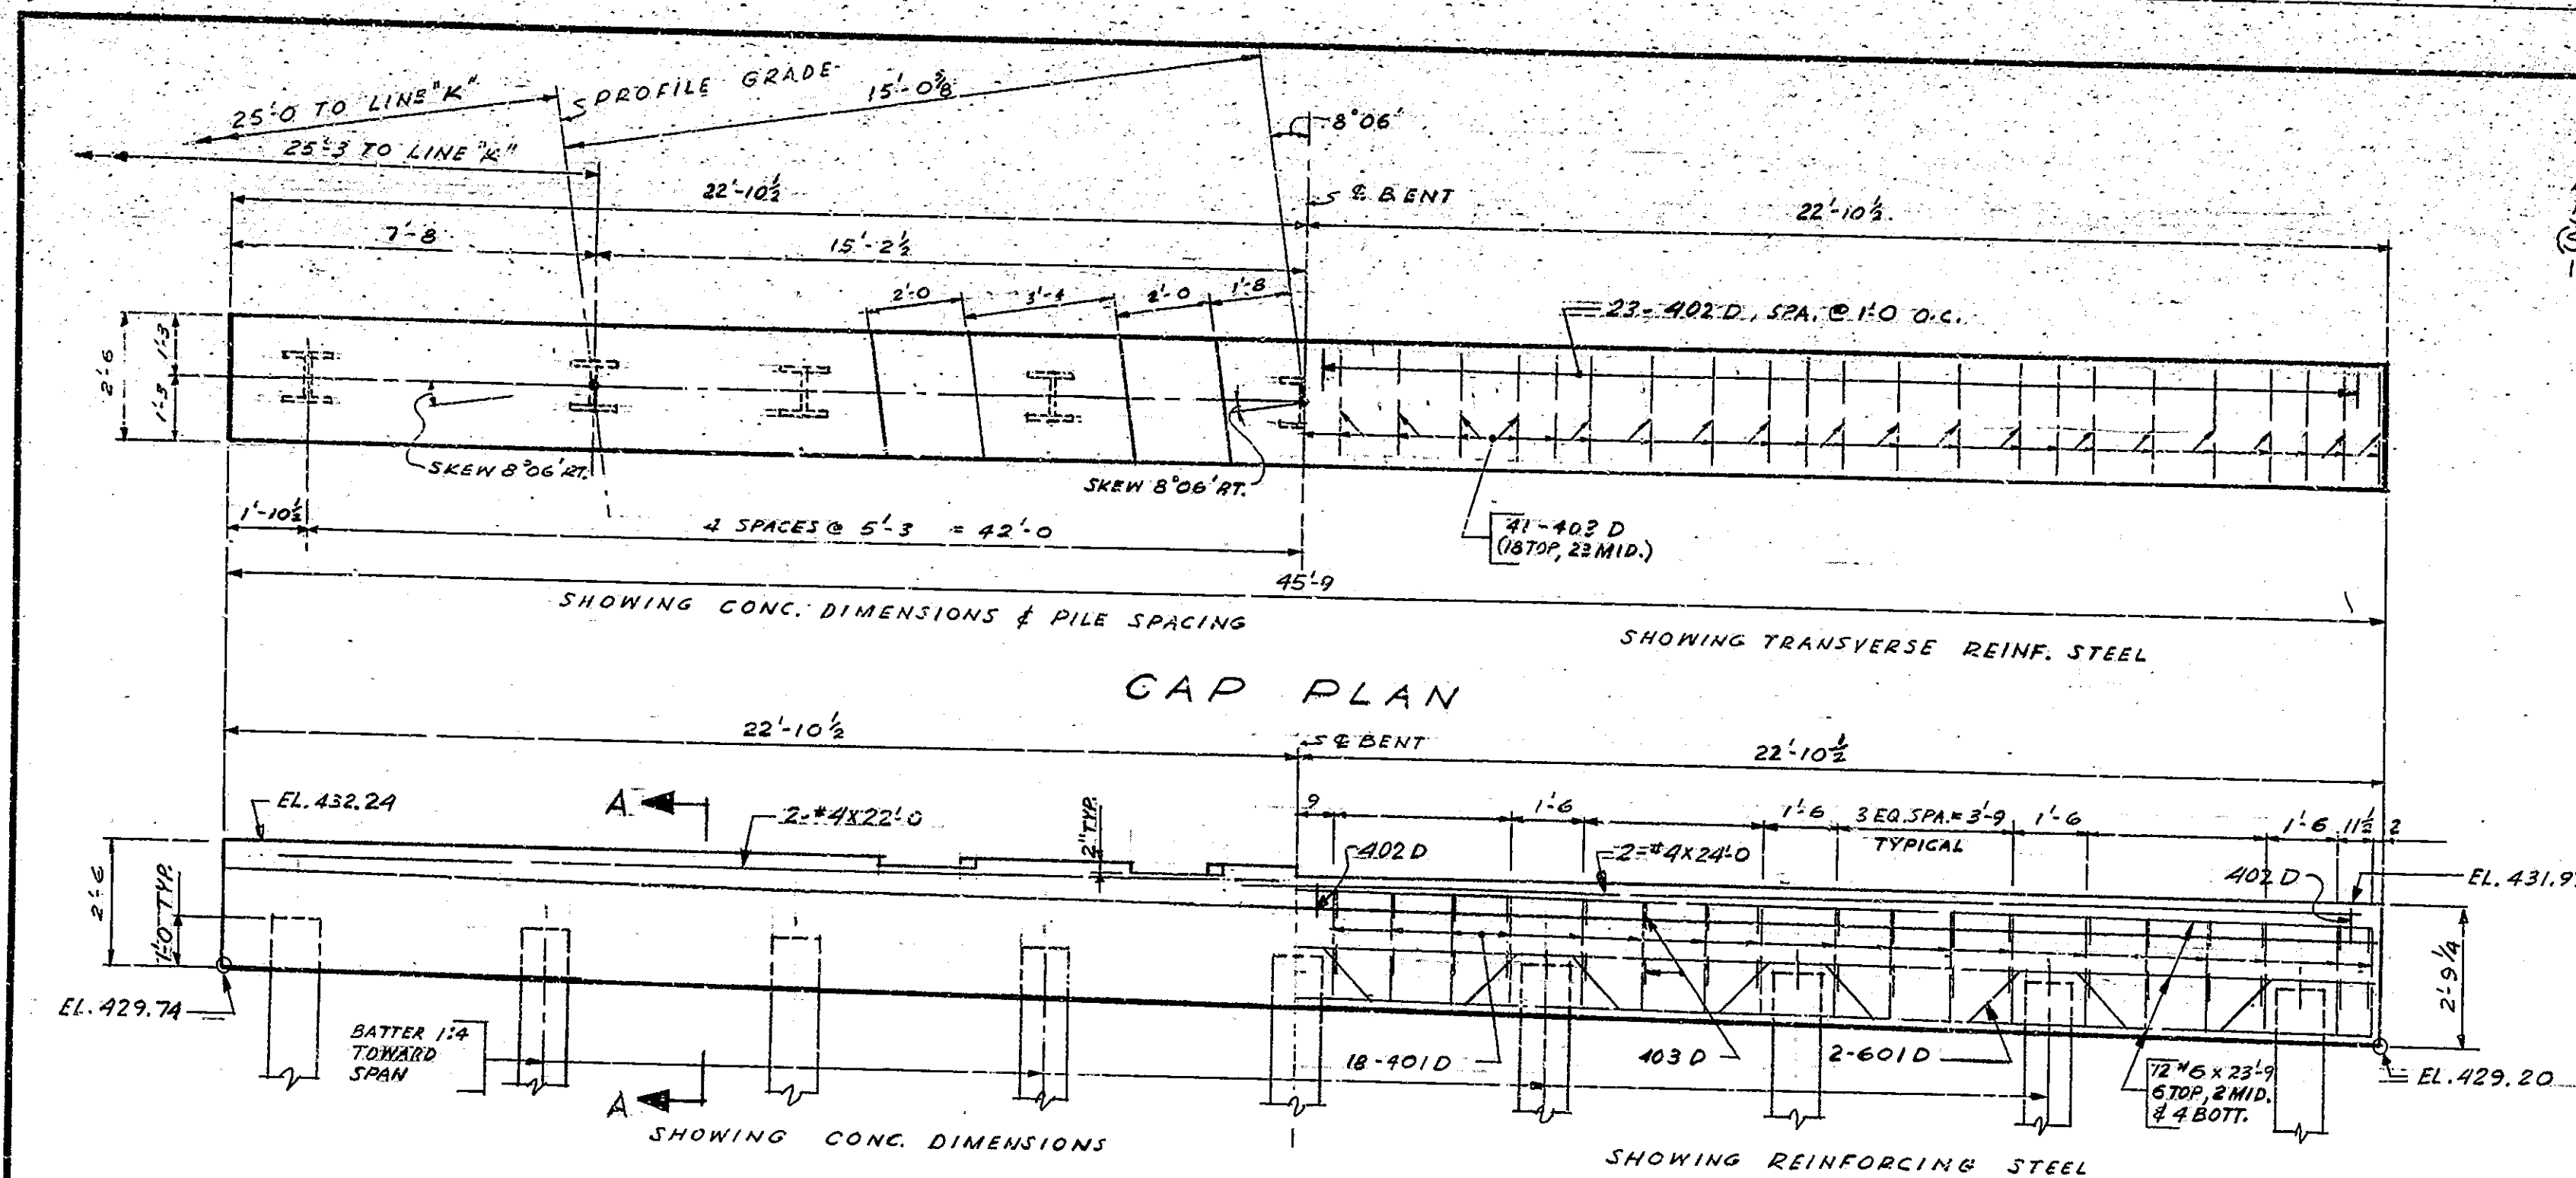 25'-0 TO LINE "K"
PROFILE GRADE
15'-0⅜
8°06'
25'-3 TO LINE "K"
22'-10½
℄ BENT
22'-10½
7'-8
15'-2½
2'-0
3'-4
2'-0
1'-8
23-402 D, SPA. @ 1'-0 O.C.
2'-6
1'-3
1'-3
SKEW 8°06' RT.
SKEW 8°06' RT.
1'-10½
4 SPACES @ 5'-3 = 42'-0
41-403 D
(18 TOP, 23 MID.)
45'-9
SHOWING CONC. DIMENSIONS & PILE SPACING
SHOWING TRANSVERSE REINF. STEEL
CAP PLAN
22'-10½
℄ BENT
22'-10½
EL. 432.24
A
2-#4X22'-0
2" TYP.
9
1'-6
1'-6
3 EQ. SPA. = 3'-9
TYPICAL
1'-6
1'-6
11½
2
402 D
2-#4X24'-0
402 D
EL. 431.9
2'-6
1'-0 TYP.
2'-9¼
EL. 429.74
BATTER 1:4
TOWARD
SPAN
A
18-401 D
403 D
2-601 D
12 #6 X 23'-9
6 TOP, 2 MID.
& 4 BOTT.
EL. 429.20
SHOWING CONC. DIMENSIONS
SHOWING REINFORCING STEEL